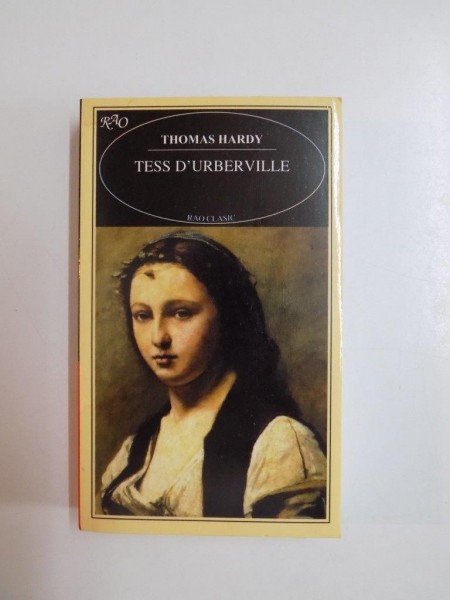 RAO
THOMAS HARDY
TESS D'URBERVILLE
RAO CLASIC